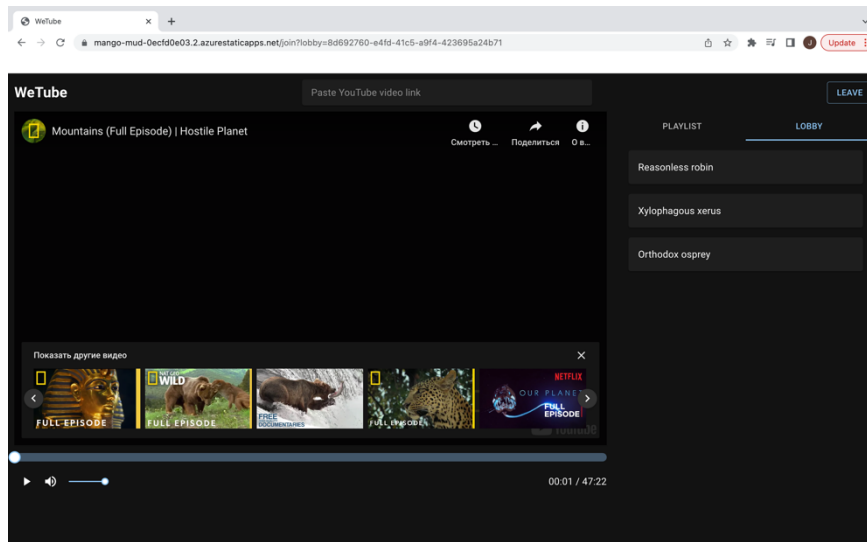 WeTube
mango-mud-0ecfd0e03.2.azurestaticapps.net/join?lobby=8d692760-e4fd-41c5-a9f4-423695a24b71
J
Update
WeTube
Paste YouTube video link
LEAVE
Mountains (Full Episode) | Hostile Planet
Смотреть ...
Поделиться
О в...
PLAYLIST
LOBBY
Reasonless robin
Xylophagous xerus
Orthodox osprey
Показать другие видео
FULL EPISODE
NAT GEO WILD
FULL EPISODE
FREE
DOCUMENTARIES
FULL EPISODE
NETFLIX
OUR PLANET
FULL
EPISODE
YouTube
00:01 / 47:22